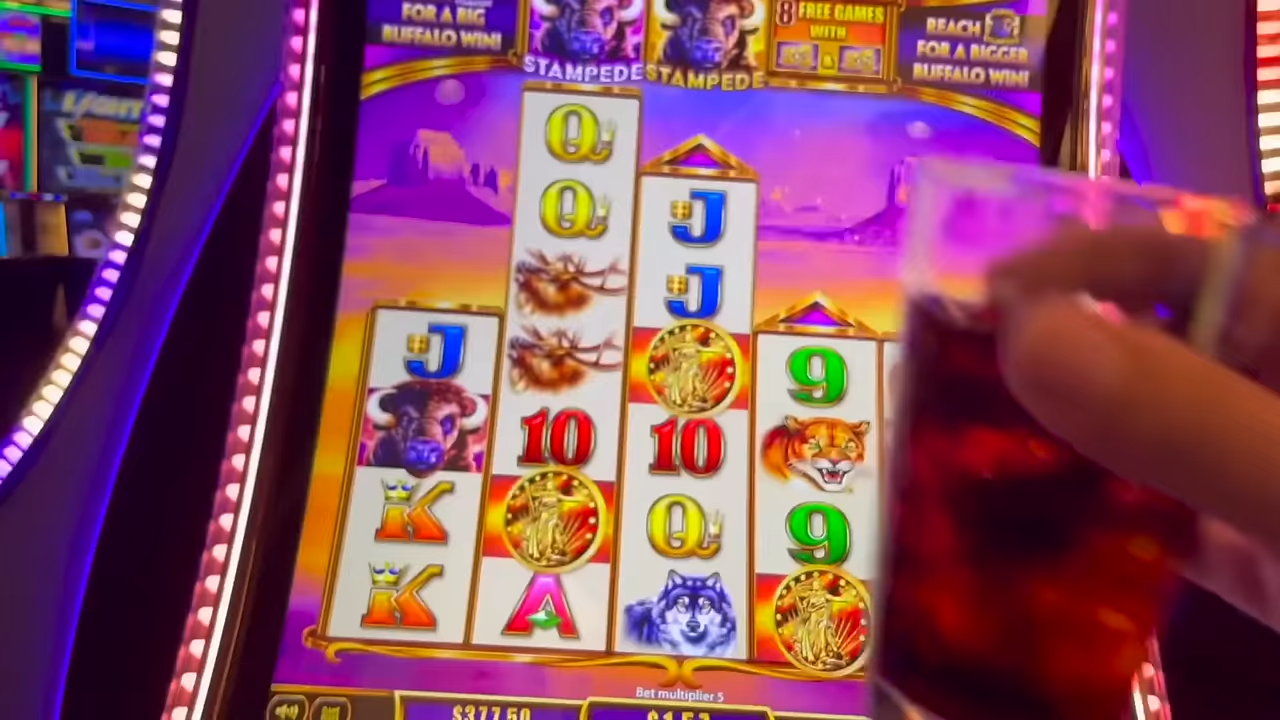 FOR A BIG
BUFFALO WIN!
STAMPEDE
STAMPEDE
8 FREE GAMES
WITH
&
REACH
FOR A BIGGER
BUFFALO WIN!
LIGHT
Q
Q
J
J
J
10
10
9
K
Q
9
K
A
Bet multiplier 5
$377.50